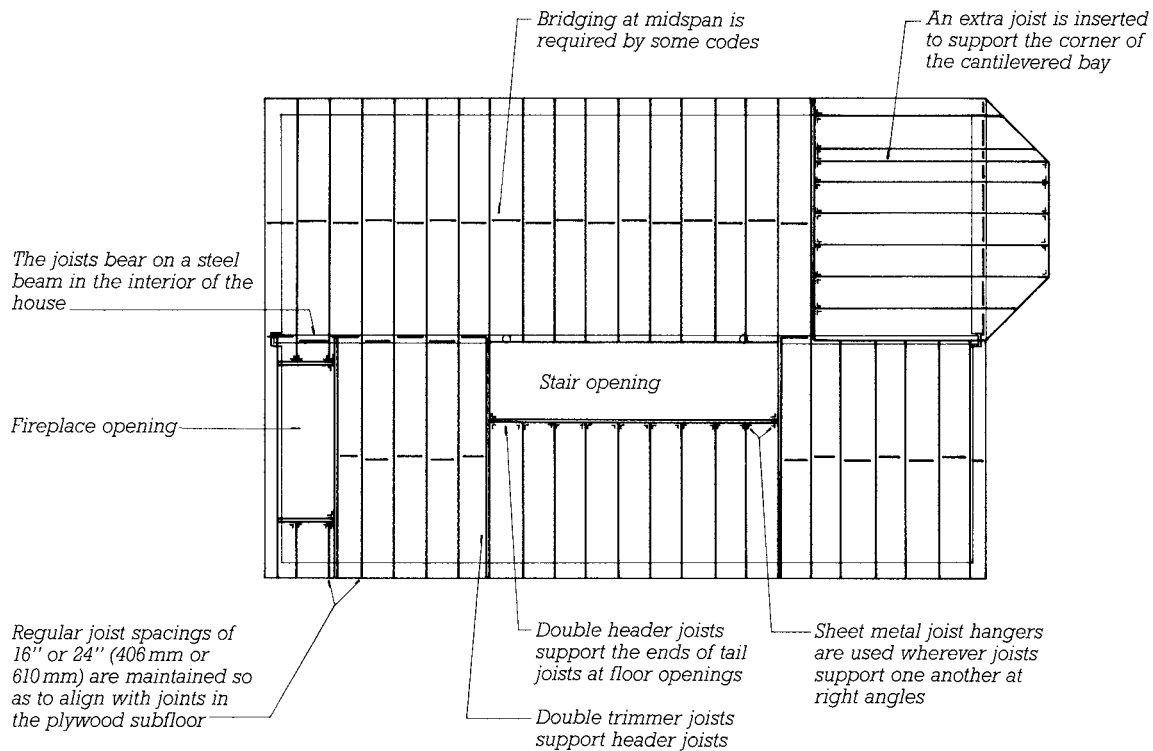 Bridging at midspan is
required by some codes
An extra joist is inserted
to support the corner of
the cantilevered bay
The joists bear on a steel
beam in the interior of the
house
Stair opening
Fireplace opening
Regular joist spacings of
16" or 24" (406 mm or
610 mm) are maintained so
as to align with joints in
the plywood subfloor
Double header joists
support the ends of tail
joists at floor openings
Double trimmer joists
support header joists
Sheet metal joist hangers
are used wherever joists
support one another at
right angles